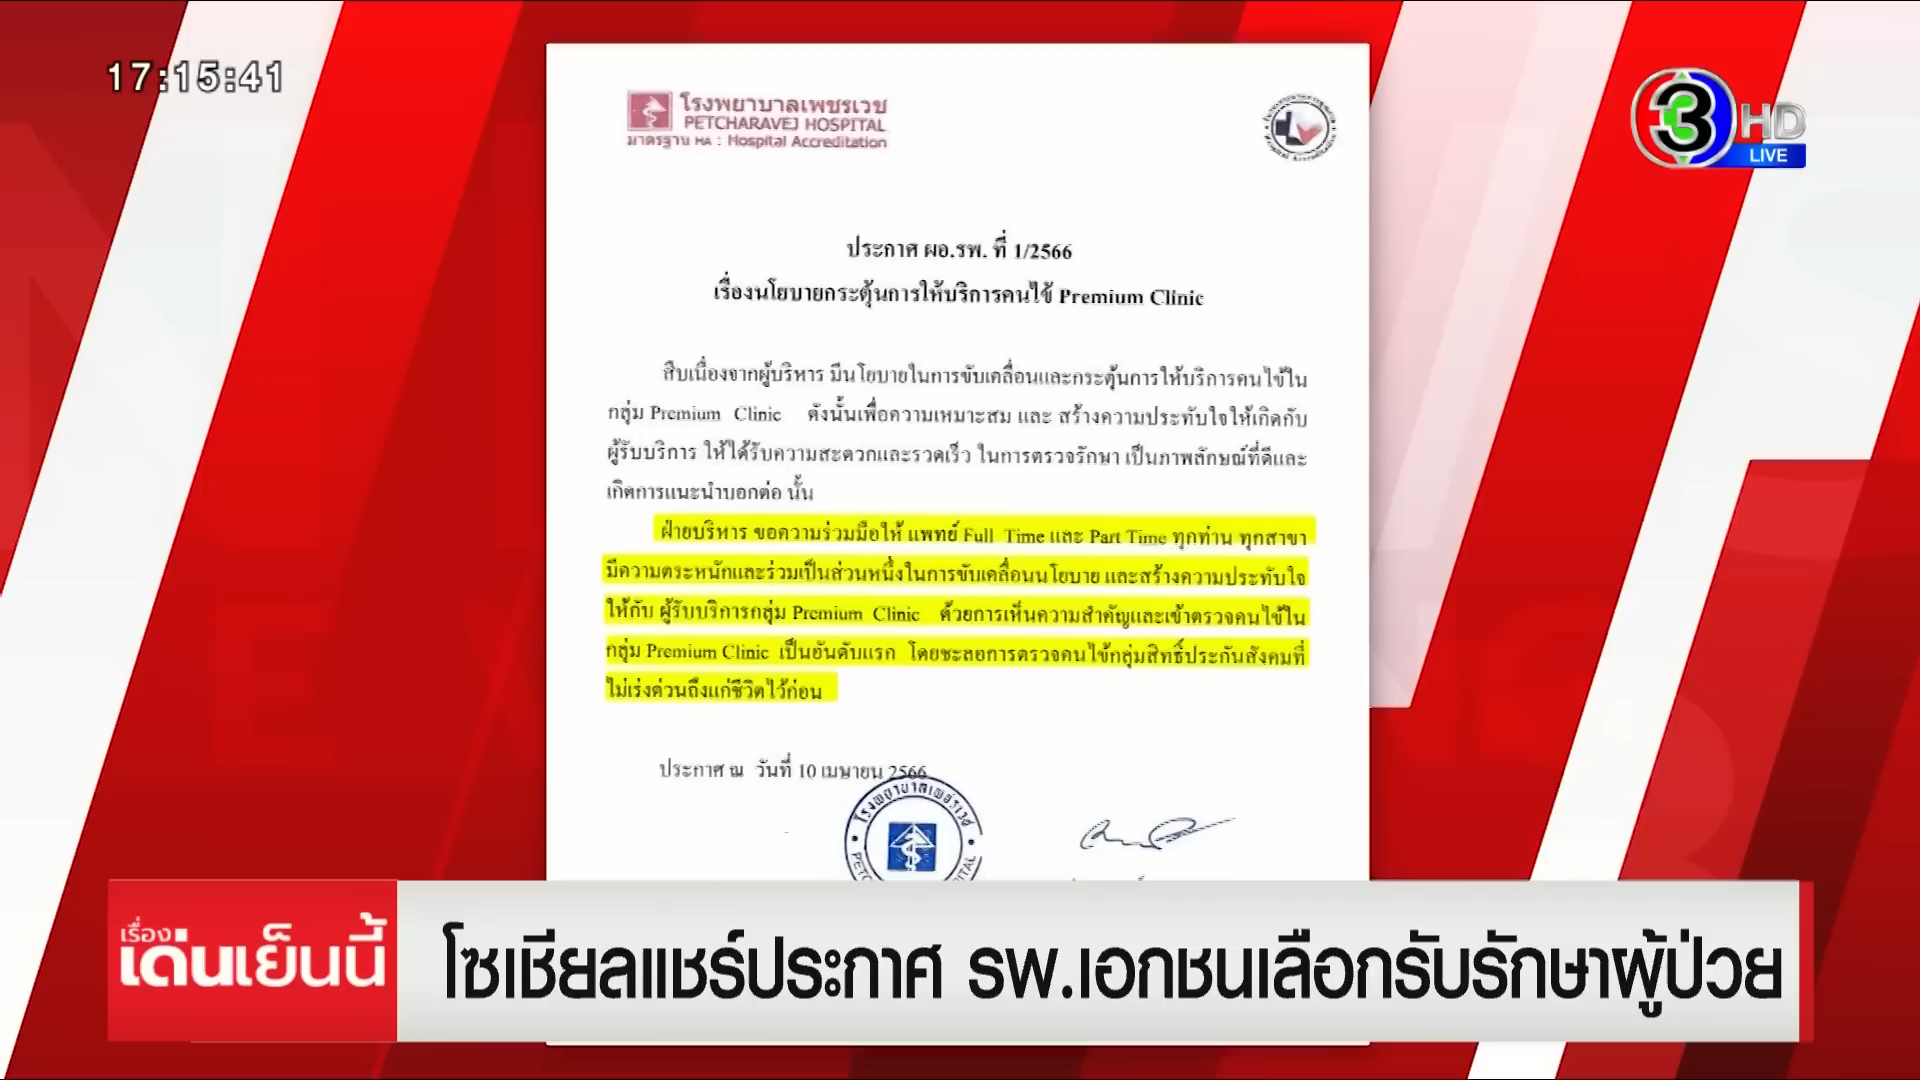 17:15:41
3 HD
LIVE
โรงพยาบาลเพชรเวช
PETCHARAVEJ HOSPITAL
มาตรฐาน HA : Hospital Accreditation
ประกาศ ผอ.รพ. ที่ 1/2566
เรื่องนโยบายกระตุ้นการให้บริการคนไข้ Premium Clinic
สืบเนื่องจากผู้บริหาร มีนโยบายในการขับเคลื่อนและกระตุ้นการให้บริการคนไข้ใน
กลุ่ม Premium Clinic ดังนั้นเพื่อความเหมาะสม และ สร้างความประทับใจให้เกิดกับ
ผู้รับบริการ ให้ได้รับความสะดวกและรวดเร็ว ในการตรวจรักษา เป็นภาพลักษณ์ที่ดีและ
เกิดการแนะนำบอกต่อ นั้น
ฝ่ายบริหาร ขอความร่วมมือให้ แพทย์ Full Time และ Part Time ทุกท่าน ทุกสาขา
มีความตระหนักและร่วมเป็นส่วนหนึ่งในการขับเคลื่อนนโยบาย และสร้างความประทับใจ
ให้กับ ผู้รับบริการกลุ่ม Premium Clinic ด้วยการเห็นความสำคัญและเข้าตรวจคนไข้ใน
กลุ่ม Premium Clinic เป็นอันดับแรก โดยชะลอการตรวจคนไข้กลุ่มสิทธิ์ประกันสังคมที่
ไม่เร่งด่วนถึงแก่ชีวิตไว้ก่อน
ประกาศ ณ วันที่ 10 เมษายน 2566
โรงพยาบาลเพชรเวช
เรื่อง
เด่นเย็นนี้
โซเชียลแชร์ประกาศ รพ.เอกชนเลือกรับรักษาผู้ป่วย